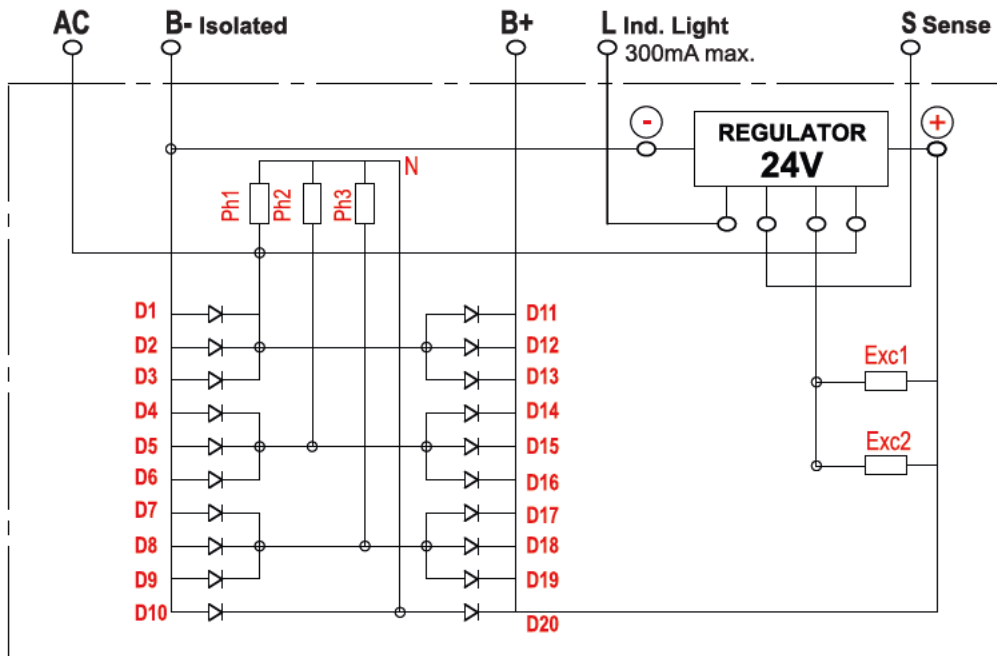 AC B- Isolated B+ L Ind. Light S Sense
300mA max.
- REGULATOR +
24V
N
Ph1 Ph2 Ph3
D1 D11
D2 D12
D3 D13
Exc1
D4 D14
D5 D15
Exc2
D6 D16
D7 D17
D8 D18
D9 D19
D10 D20